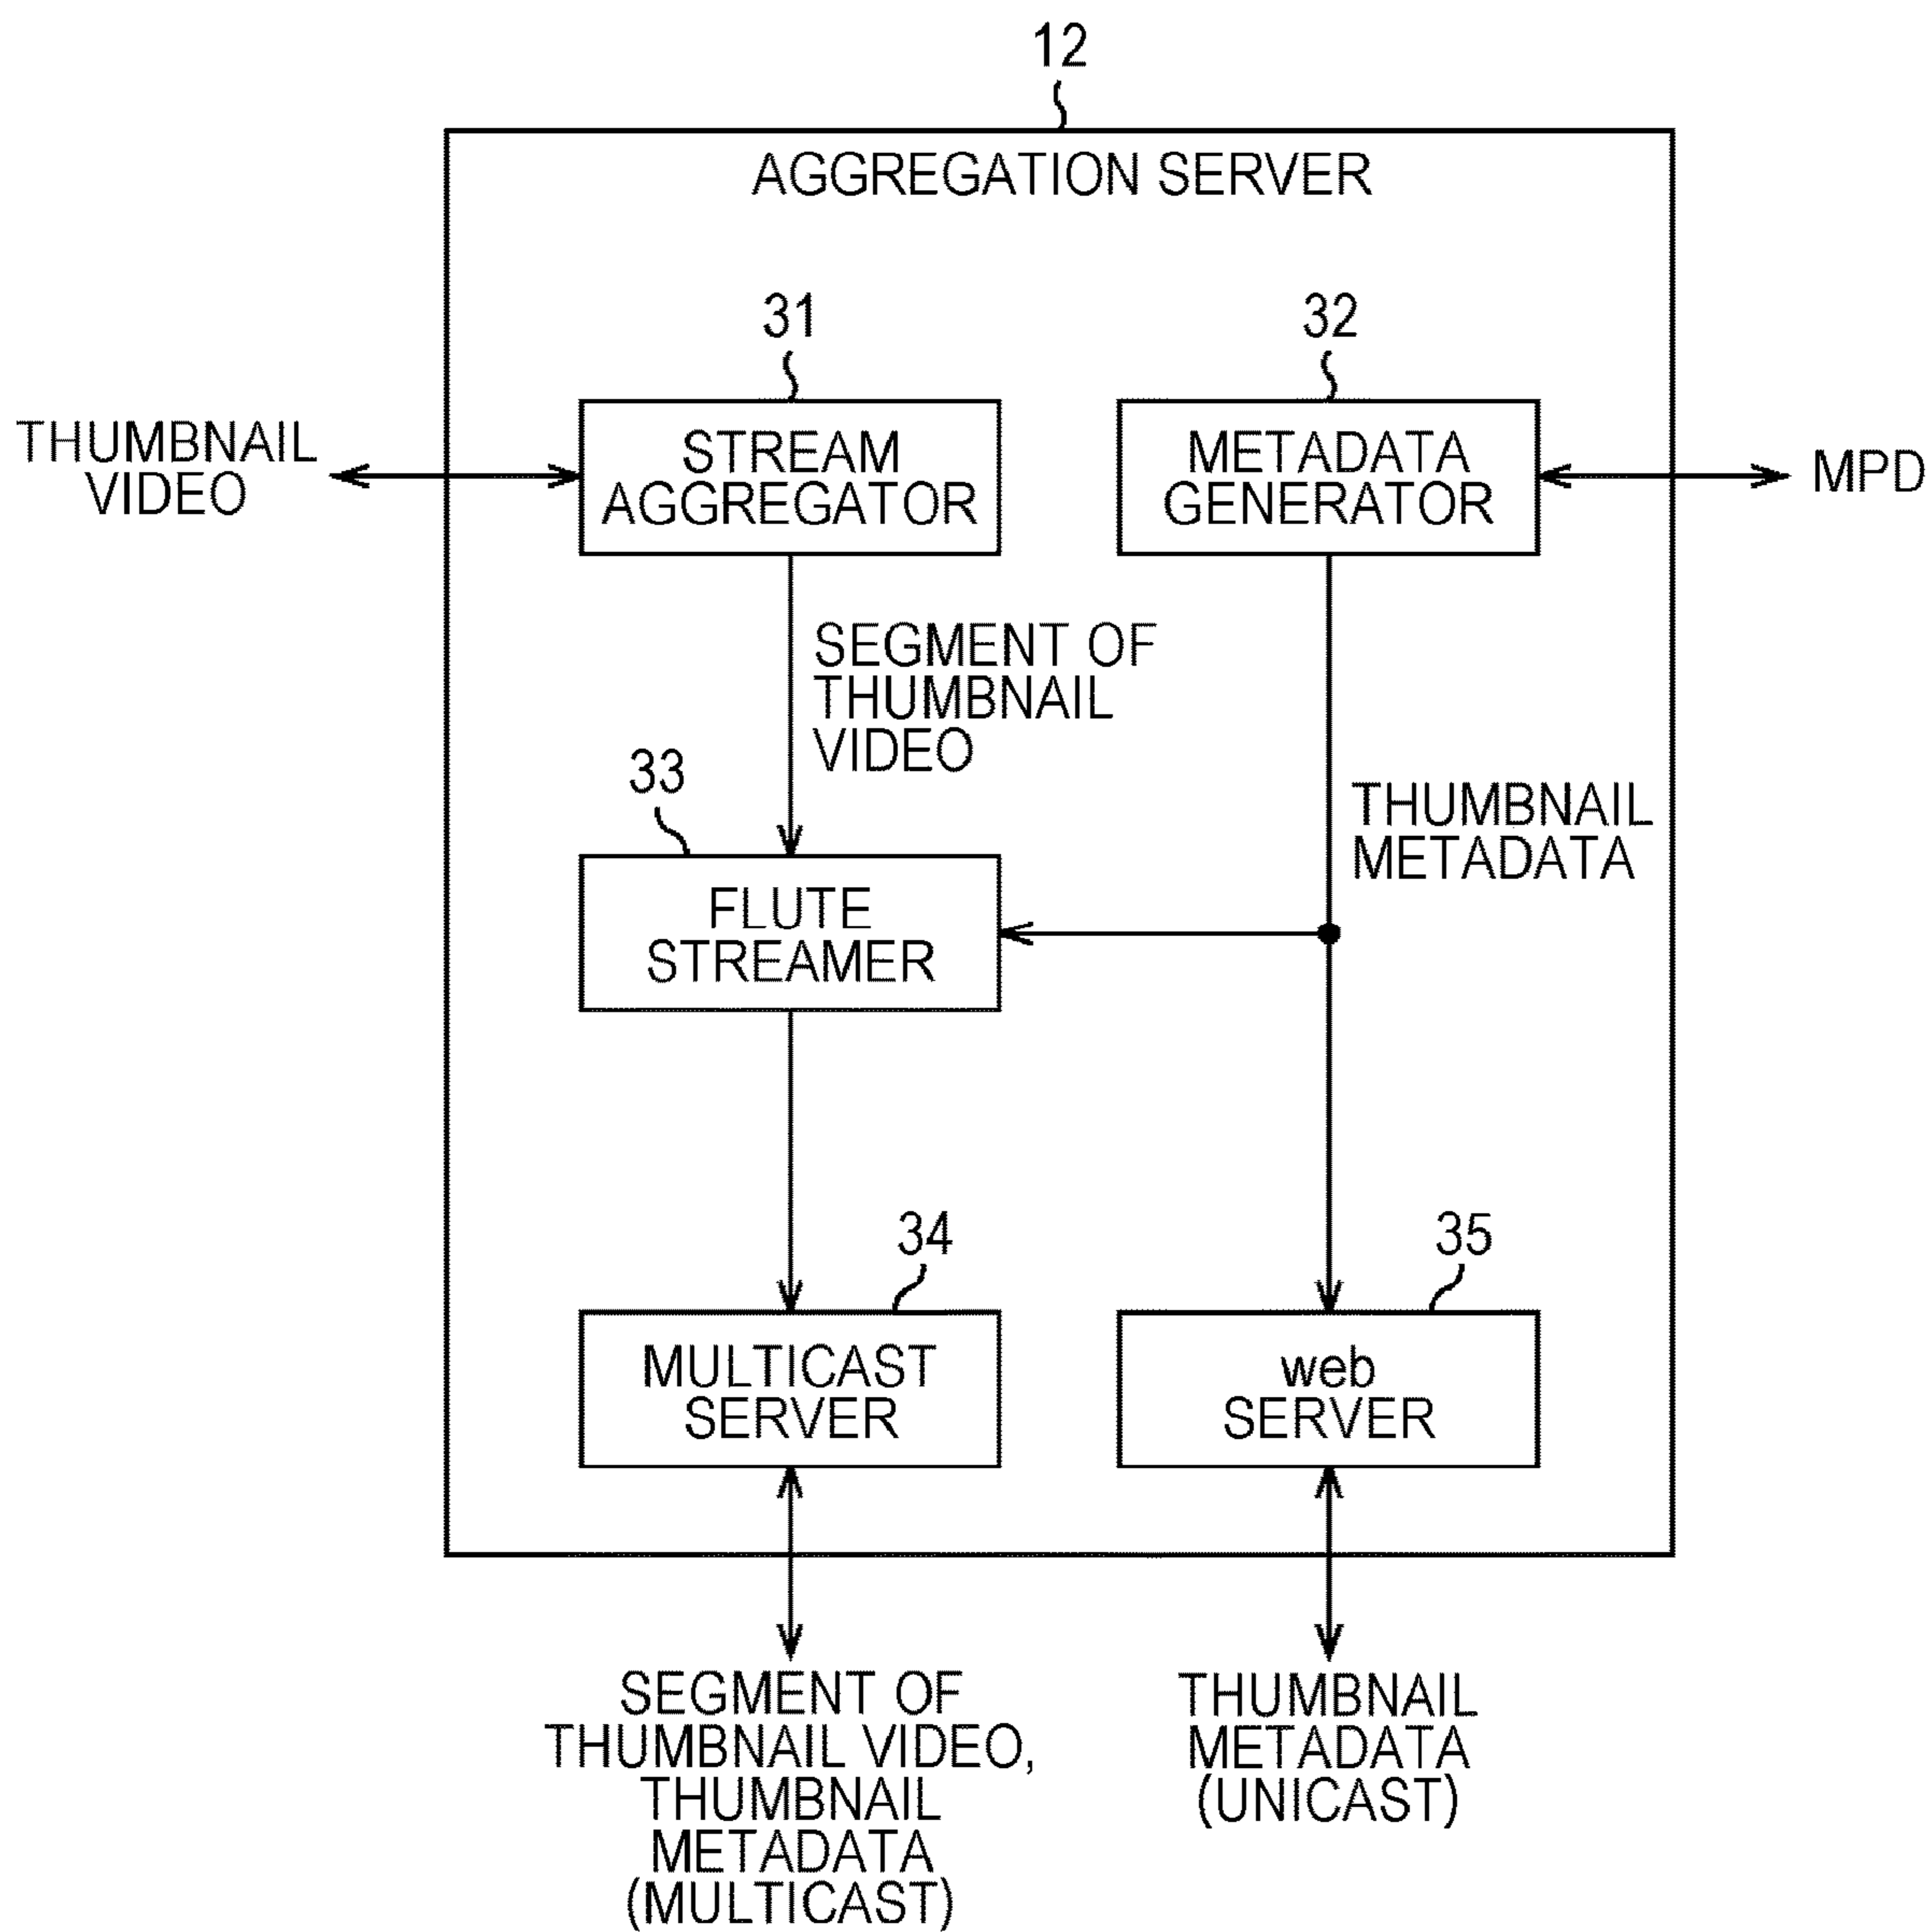 12
AGGREGATION SERVER
31
32
THUMBNAIL
VIDEO
STREAM
AGGREGATOR
METADATA
GENERATOR
MPD
SEGMENT OF
THUMBNAIL
VIDEO
33
THUMBNAIL
METADATA
FLUTE
STREAMER
34
35
MULTICAST
SERVER
web
SERVER
SEGMENT OF
THUMBNAIL VIDEO,
THUMBNAIL
METADATA
(MULTICAST)
THUMBNAIL
METADATA
(UNICAST)